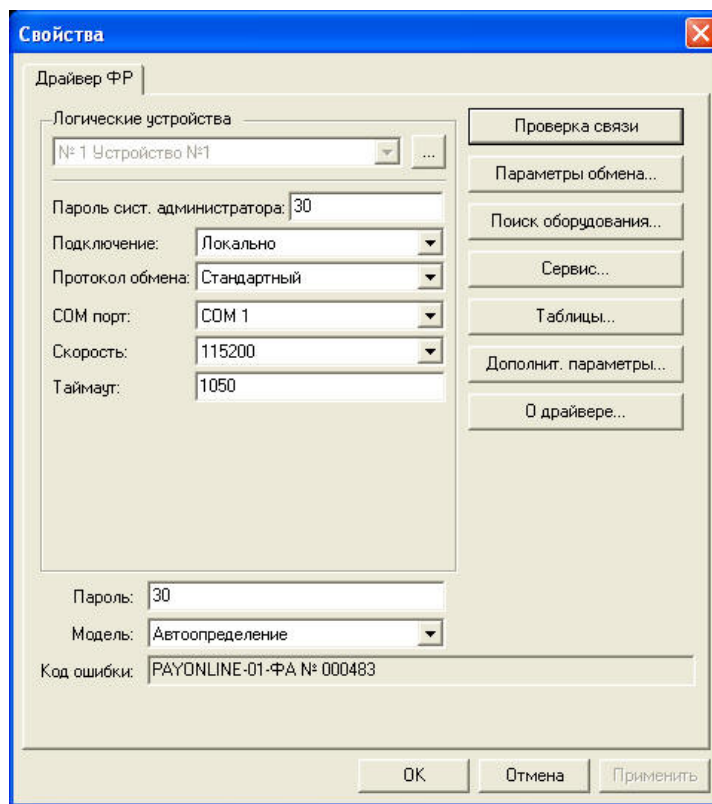 Свойства
Драйвер ФР
Логические устройства
№ 1 Устройство №1
...
Пароль сист. администратора: 30
Подключение: Локально
Протокол обмена: Стандартный
СОМ порт: COM 1
Скорость: 115200
Таймаут: 1050
Проверка связи
Параметры обмена...
Поиск оборудования...
Сервис...
Таблицы...
Дополнит. параметры...
О драйвере...
Пароль: 30
Модель: Автоопределение
Код ошибки: PAYONLINE-01-ФА № 000483
OK
Отмена
Применить